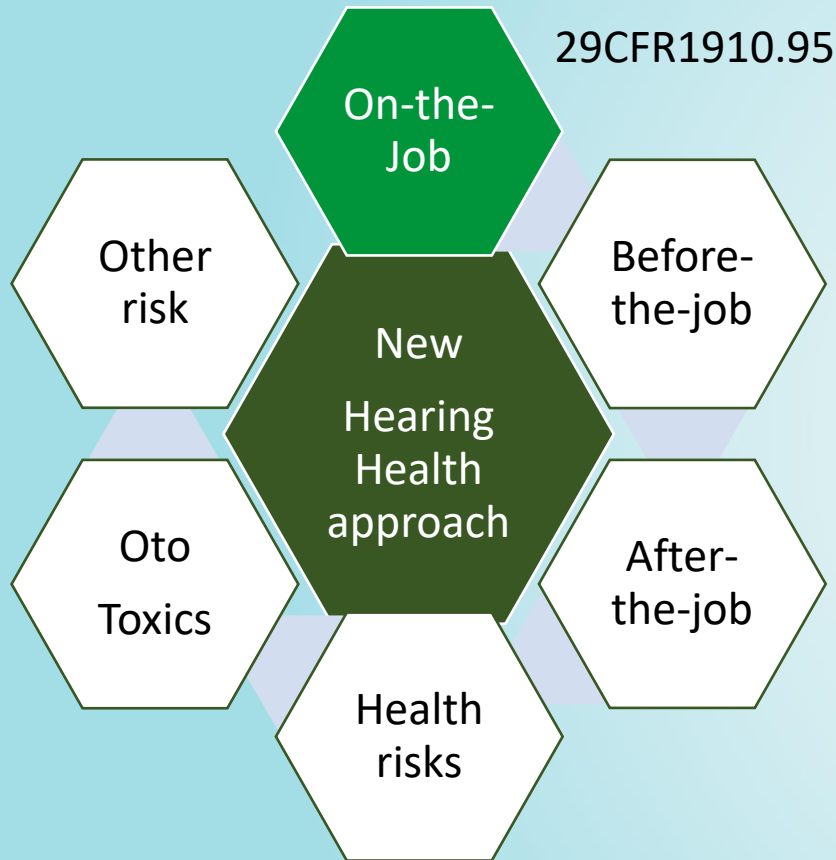 29CFR1910.95
On-the-
Job
Other
risk
Before-
the-job
New
Hearing
Health
approach
Oto
Toxics
After-
the-job
Health
risks